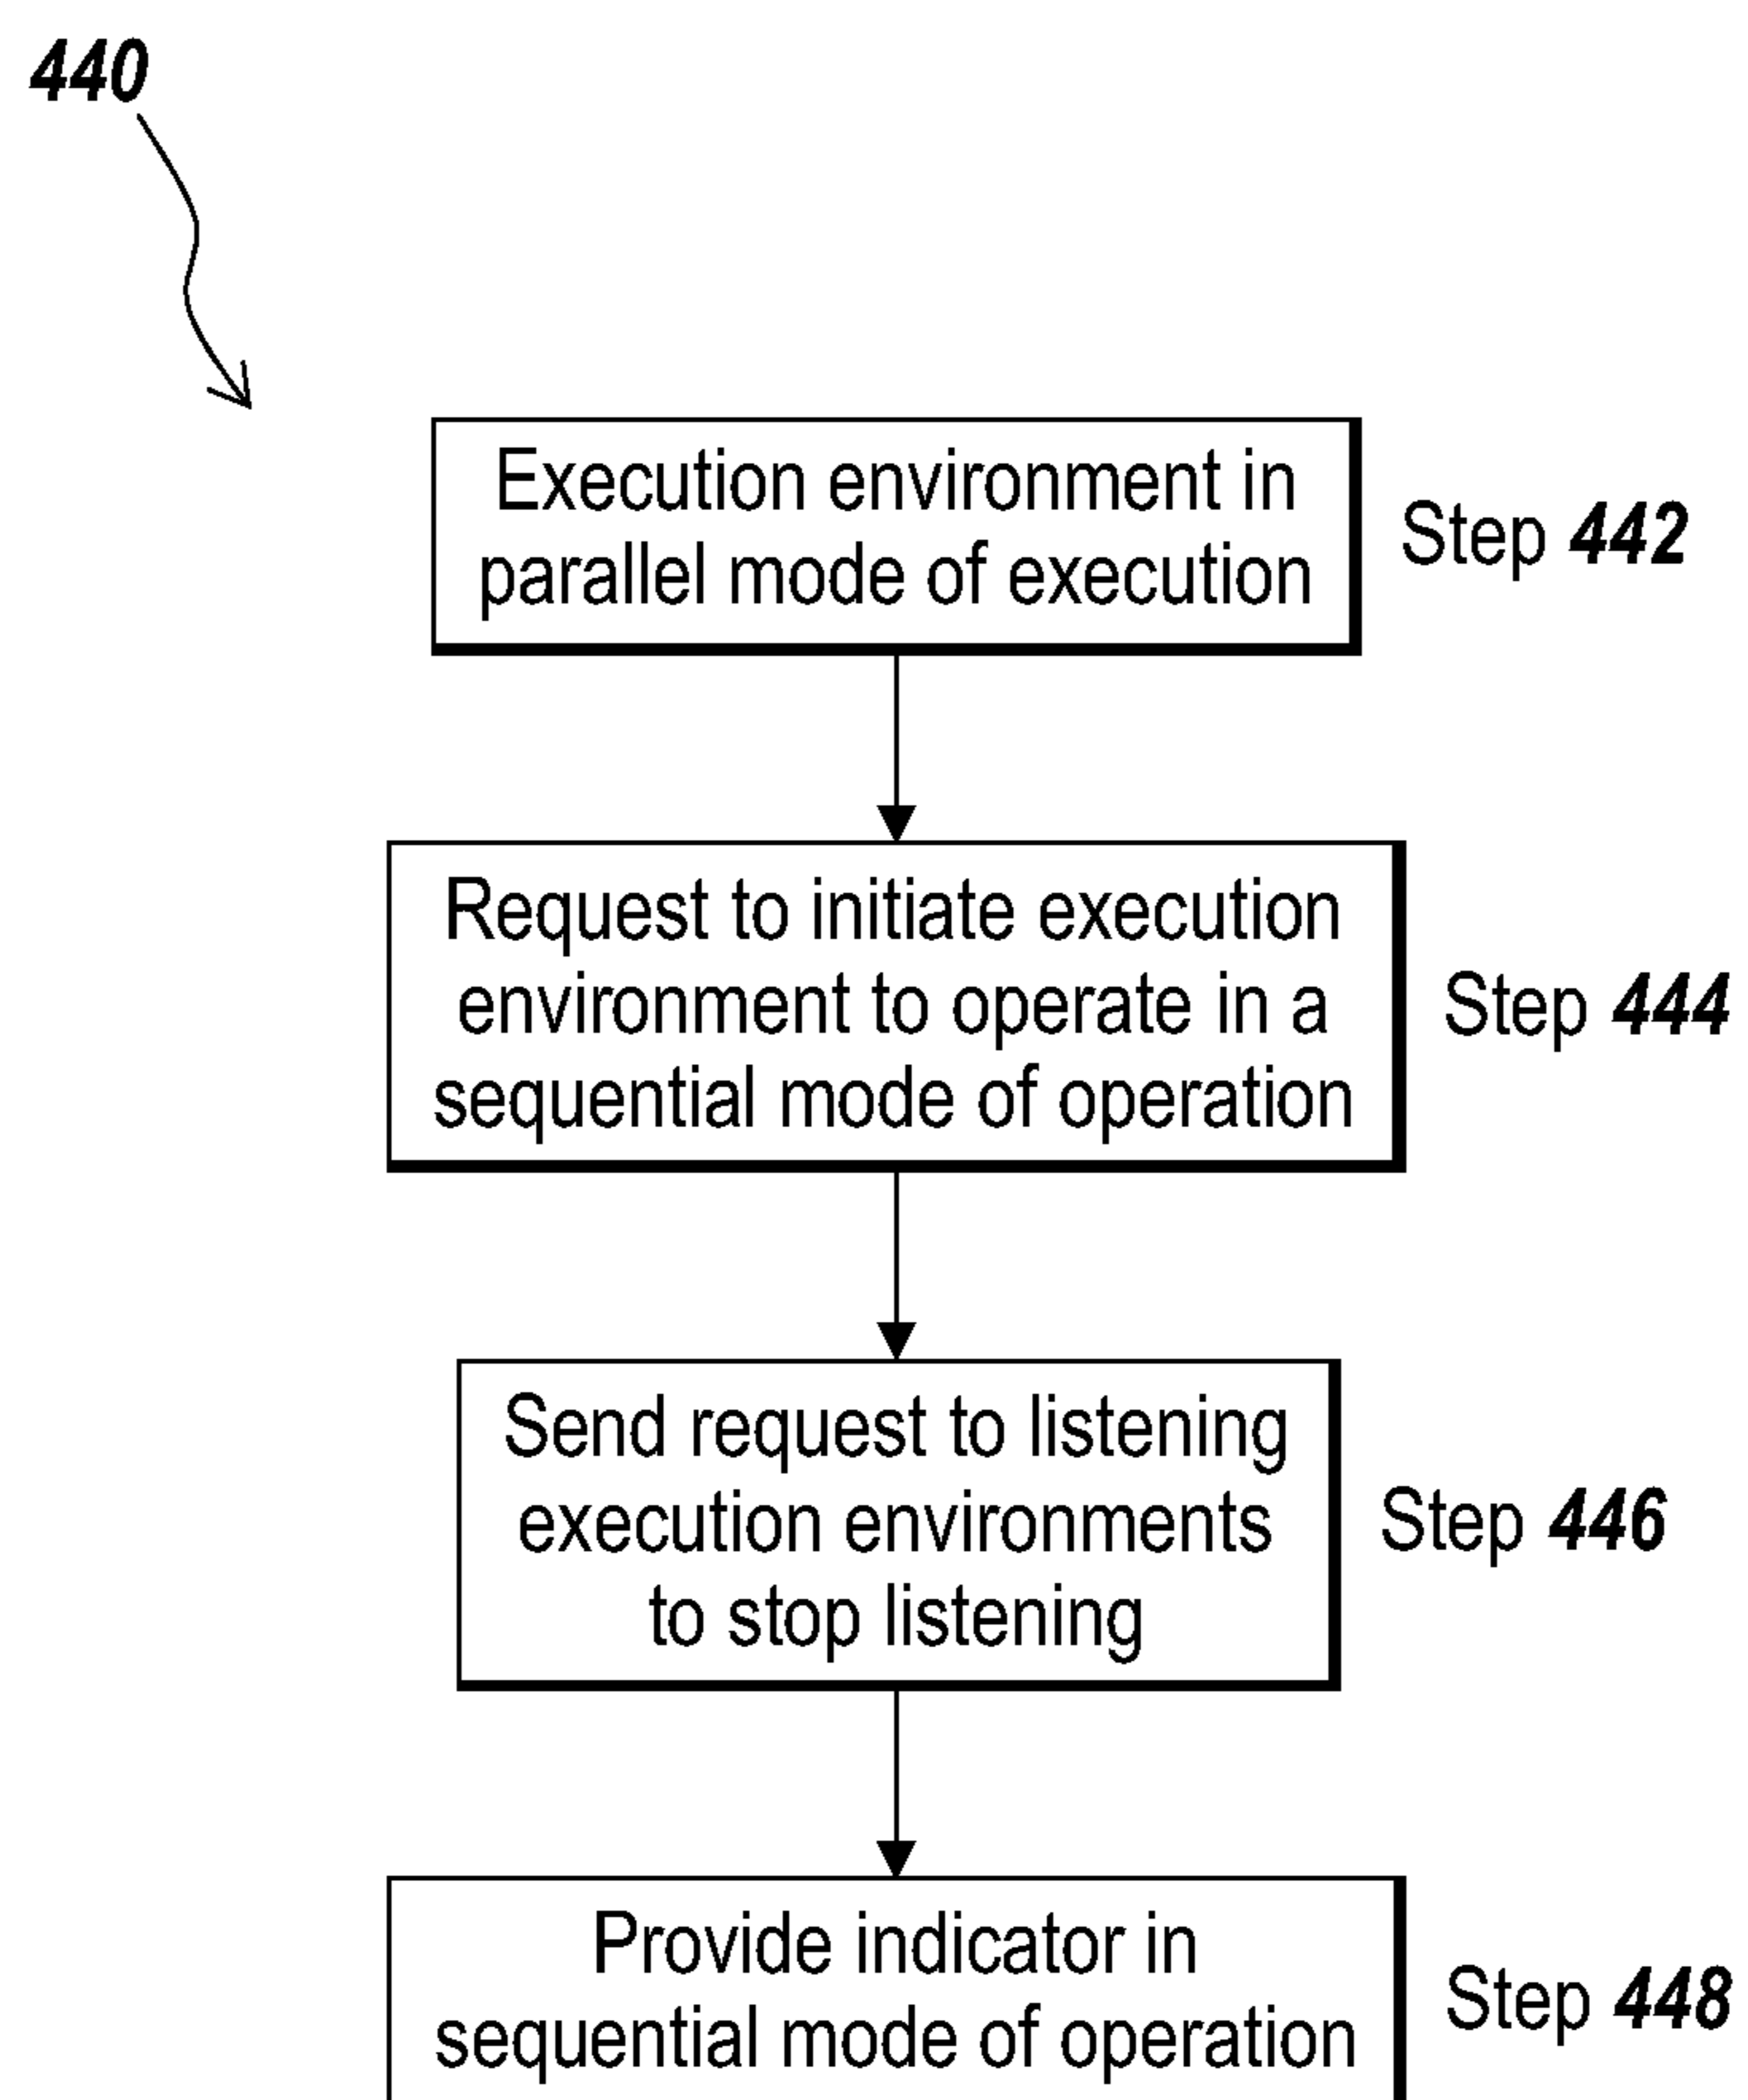 440
Execution environment in
parallel mode of execution
Step 442
Request to initiate execution
environment to operate in a
sequential mode of operation
Step 444
Send request to listening
execution environments
to stop listening
Step 446
Provide indicator in
sequential mode of operation
Step 448